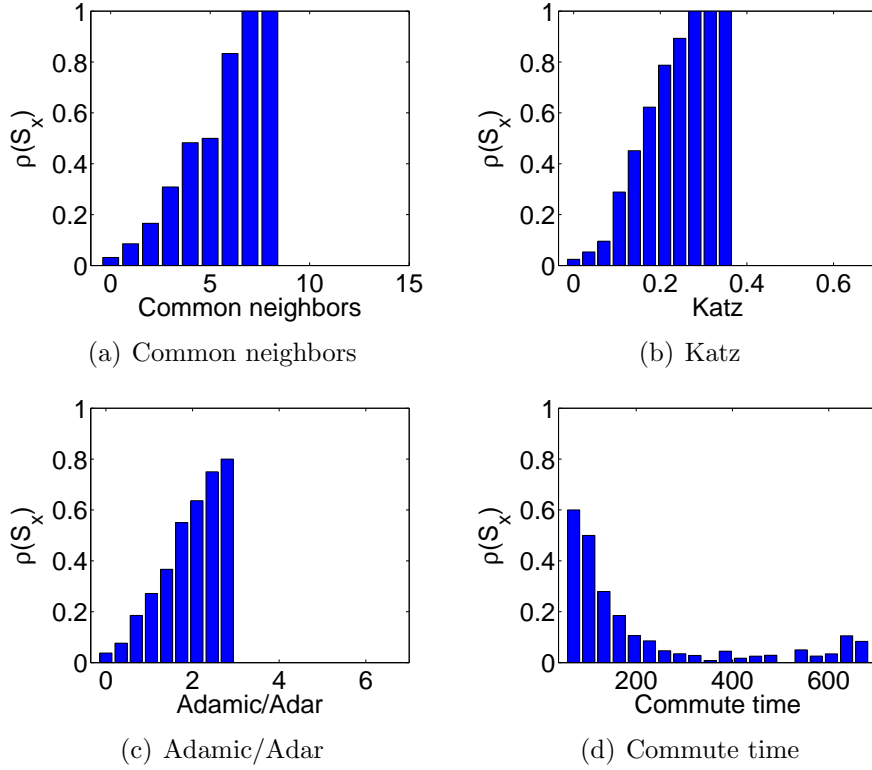 1
0.8
0.6
0.4
0.2
0
ρ(S_x)
0 5 10 15
Common neighbors
(a) Common neighbors
1
0.8
0.6
0.4
0.2
0
ρ(S_x)
0 0.2 0.4 0.6
Katz
(b) Katz
1
0.8
0.6
0.4
0.2
0
ρ(S_x)
0 2 4 6
Adamic/Adar
(c) Adamic/Adar
1
0.8
0.6
0.4
0.2
0
ρ(S_x)
200 400 600
Commute time
(d) Commute time